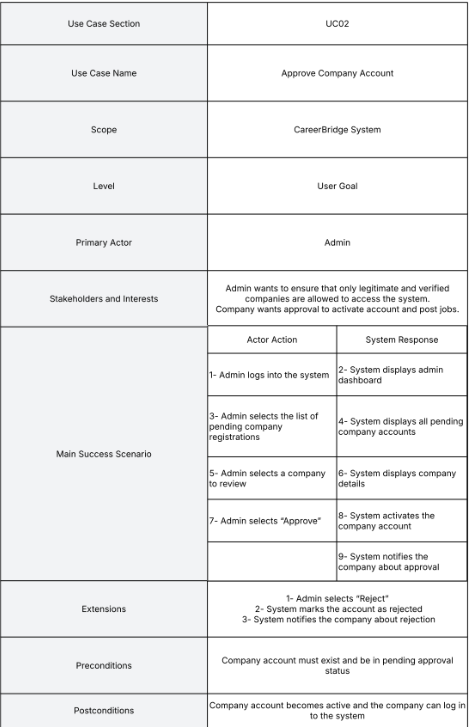 Use Case Section
UC02
Use Case Name
Approve Company Account
Scope
CareerBridge System
Level
User Goal
Primary Actor
Admin
Stakeholders and Interests
Admin wants to ensure that only legitimate and verified
companies are allowed to access the system.
Company wants approval to activate account and post jobs.
Main Success Scenario
Actor Action
System Response
1- Admin logs into the system
2- System displays admin
dashboard
3- Admin selects the list of
pending company
registrations
4- System displays all pending
company accounts
5- Admin selects a company
to review
6- System displays company
details
7- Admin selects “Approve”
8- System activates the
company account
9- System notifies the
company about approval
Extensions
1- Admin selects “Reject”
2- System marks the account as rejected
3- System notifies the company about rejection
Preconditions
Company account must exist and be in pending approval
status
Postconditions
Company account becomes active and the company can log in
to the system